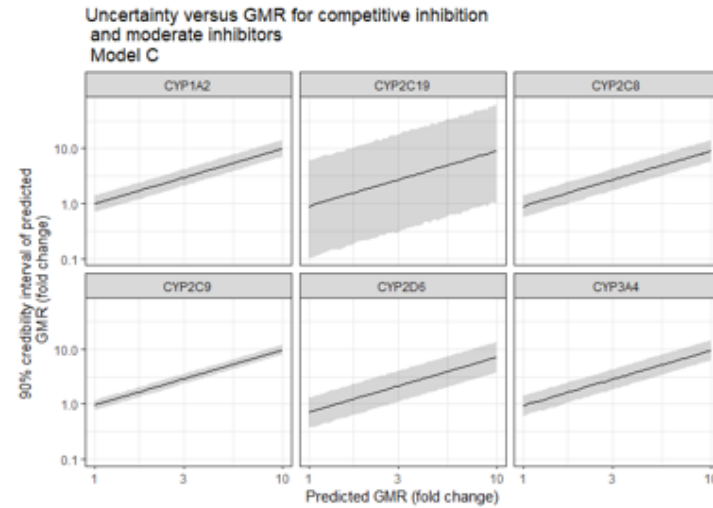 Uncertainty versus GMR for competitive inhibition
and moderate inhibitors
Model C
CYP1A2 CYP2C19 CYP2C8
10.0
1.0
0.1
CYP2C9 CYP2D6 CYP3A4
10.0
1.0
0.1
1 3 10 1 3 10 1 3 10
90% credibility interval of predicted
GMR (fold change)
Predicted GMR (fold change)